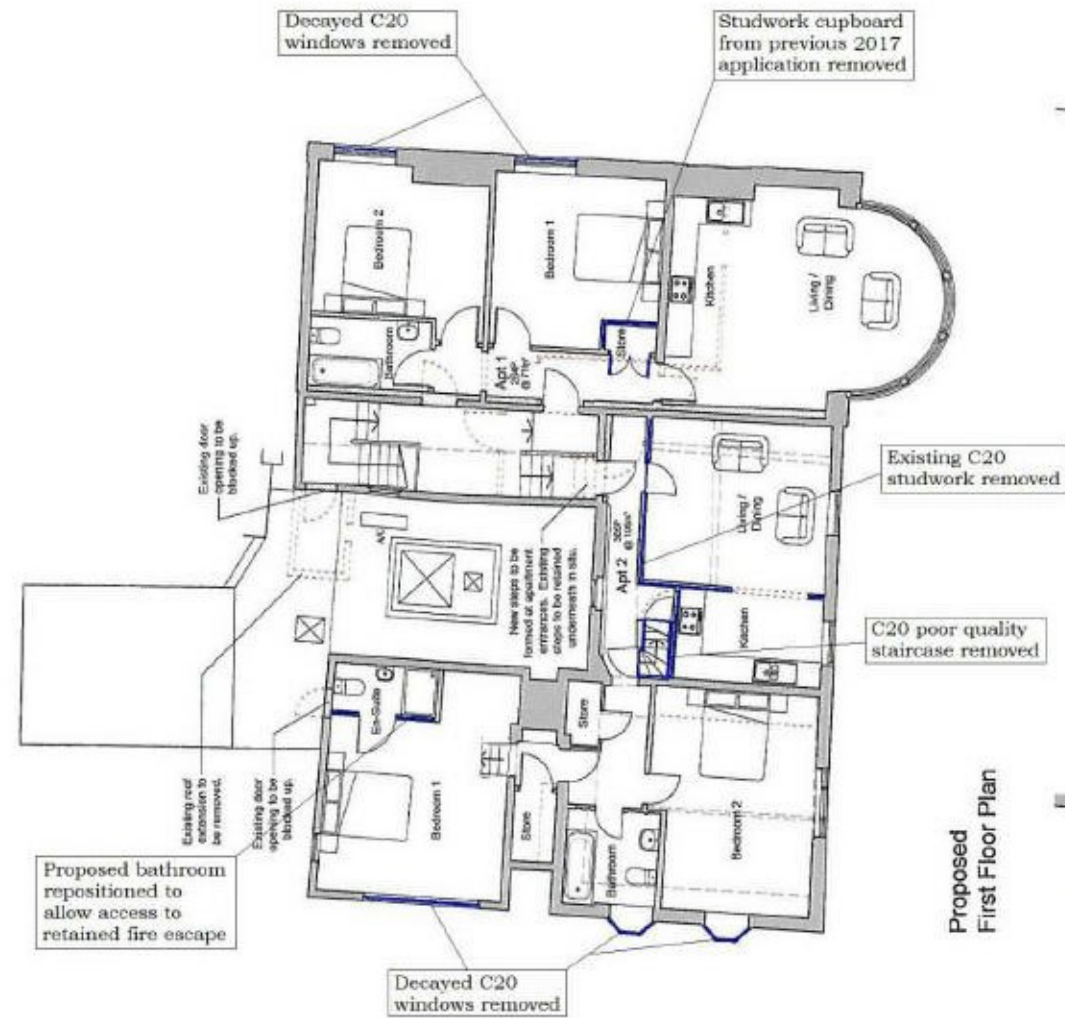 Decayed C20
windows removed
Studwork cupboard
from previous 2017
application removed
Existing C20
studwork removed
C20 poor quality
staircase removed
Proposed bathroom
repositioned to
allow access to
retained fire escape
Decayed C20
windows removed
Bedroom 2
Bedroom 1
Bathroom
Apt 1
Store
Kitchen
Living /
Dining
Existing door
opening to be
blocked up.
A/C
New steps to be
formed at apartment
entrances. Existing
steps to be retained
underneath in situ.
Apt 2
Living /
Dining
Kitchen
Existing roof
extension to
be removed.
Existing door
opening to be
blocked up.
En-Suite
Bedroom 1
Store
Store
Bathroom
Bedroom 2
Proposed
First Floor Plan